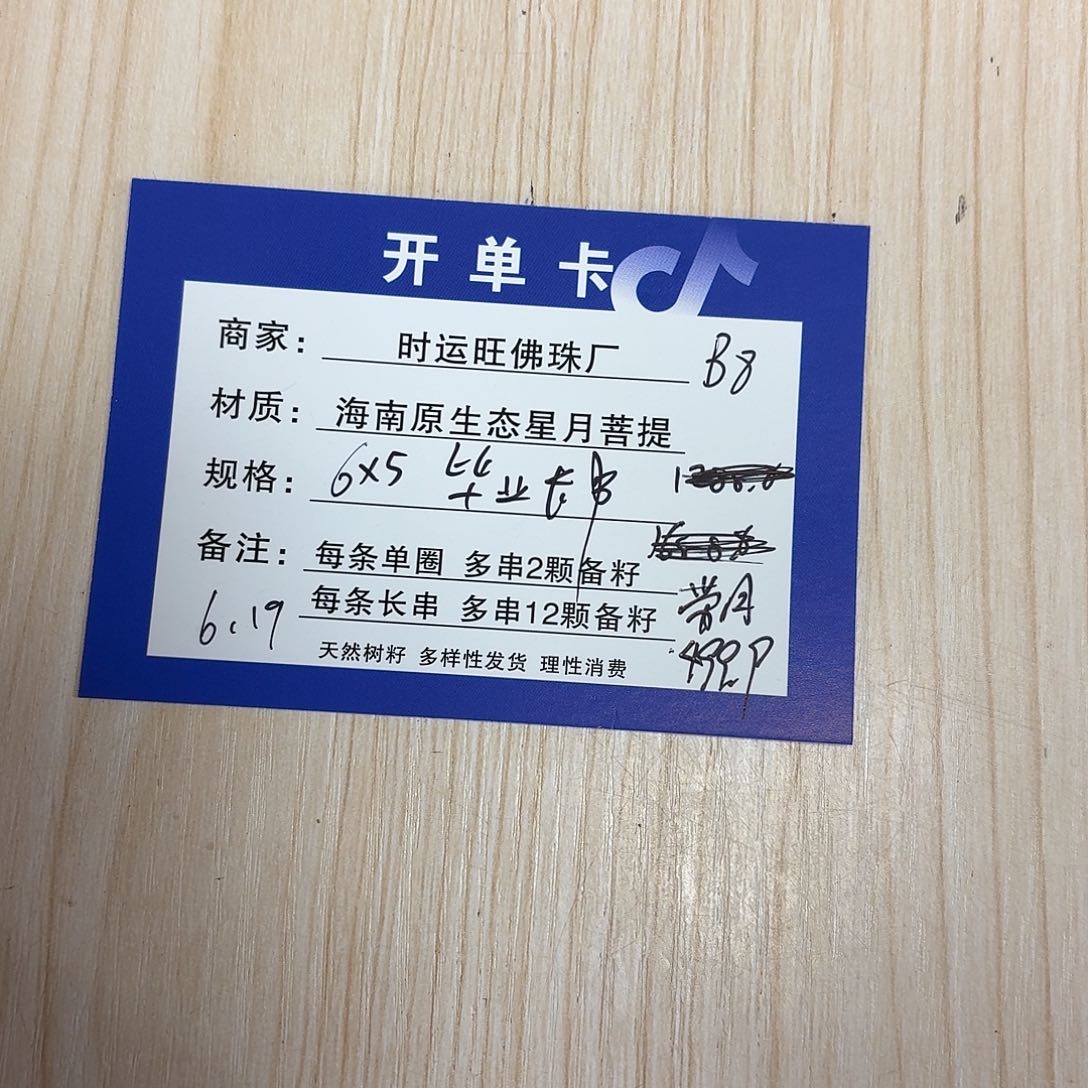 开单卡
商家： 时运旺佛珠厂 B8
材质： 海南原生态星月菩提
规格： 6×5 毕业长串
备注： 每条单圈 多串2颗备籽
6.19 每条长串 多串12颗备籽
天然树籽 多样性发货 理性消费